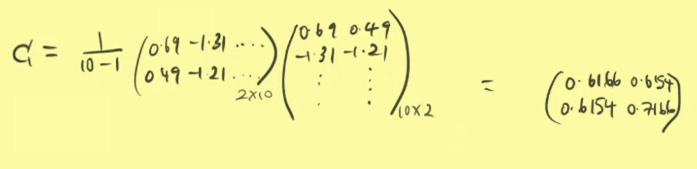 C = 1/(10-1) (0.69 -1.31 ....; 0.49 -1.21 ...)2×10 (0.69 0.49; -1.31 -1.21; : :; . .)10×2 = (0.6166 0.6154; 0.6154 0.7166)